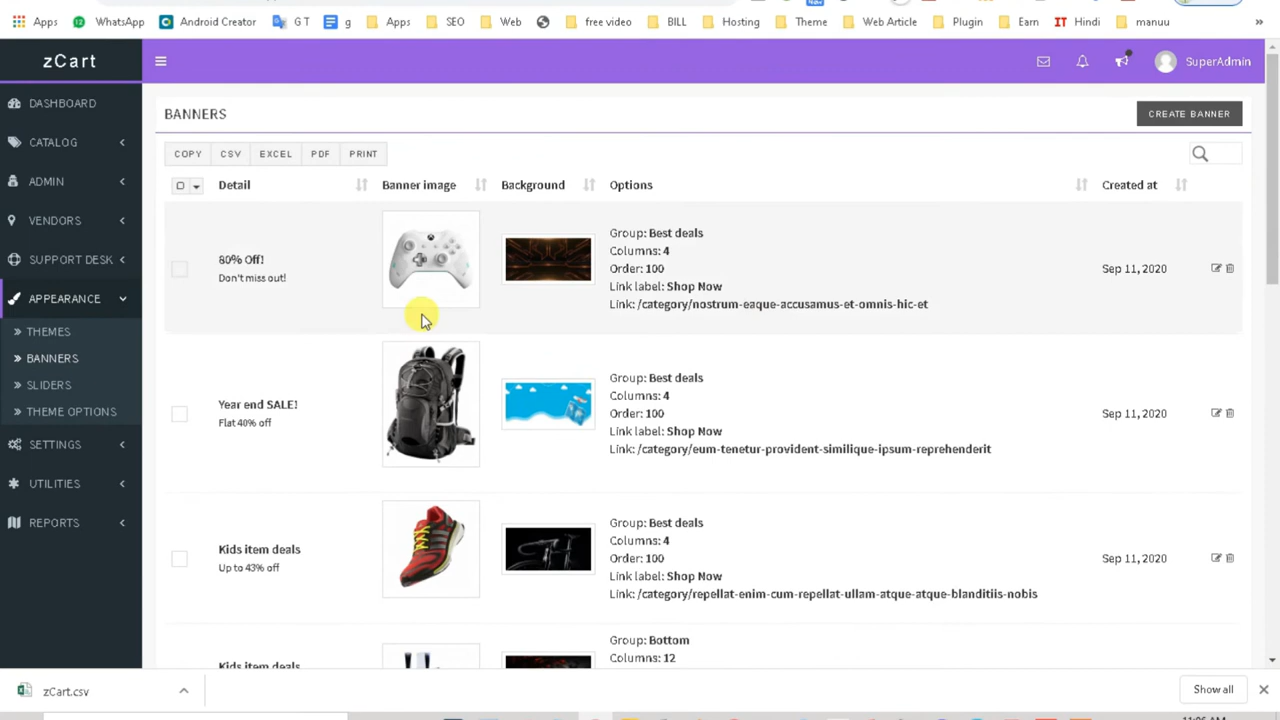 Apps WhatsApp Android Creator G T g Apps SEO Web free video BILL Hosting Theme Web Article Plugin Earn IT Hindi manuu »
zCart
SuperAdmin
DASHBOARD
CATALOG
ADMIN
VENDORS
SUPPORT DESK
APPEARANCE
» THEMES
» BANNERS
» SLIDERS
» THEME OPTIONS
SETTINGS
UTILITIES
REPORTS
BANNERS
CREATE BANNER
COPY CSV EXCEL PDF PRINT
Detail Banner image Background Options Created at
80% Off!
Don't miss out!
Group: Best deals
Columns: 4
Order: 100
Link label: Shop Now
Link: /category/nostrum-eaque-accusamus-et-omnis-hic-et
Sep 11, 2020
Year end SALE!
Flat 40% off
Group: Best deals
Columns: 4
Order: 100
Link label: Shop Now
Link: /category/eum-tenetur-provident-similique-ipsum-reprehenderit
Sep 11, 2020
Kids item deals
Up to 43% off
Group: Best deals
Columns: 4
Order: 100
Link label: Shop Now
Link: /category/repellat-enim-cum-repellat-ullam-atque-atque-blanditiis-nobis
Sep 11, 2020
Kids item deals
Group: Bottom
Columns: 12
zCart.csv
Show all
11:06 AM